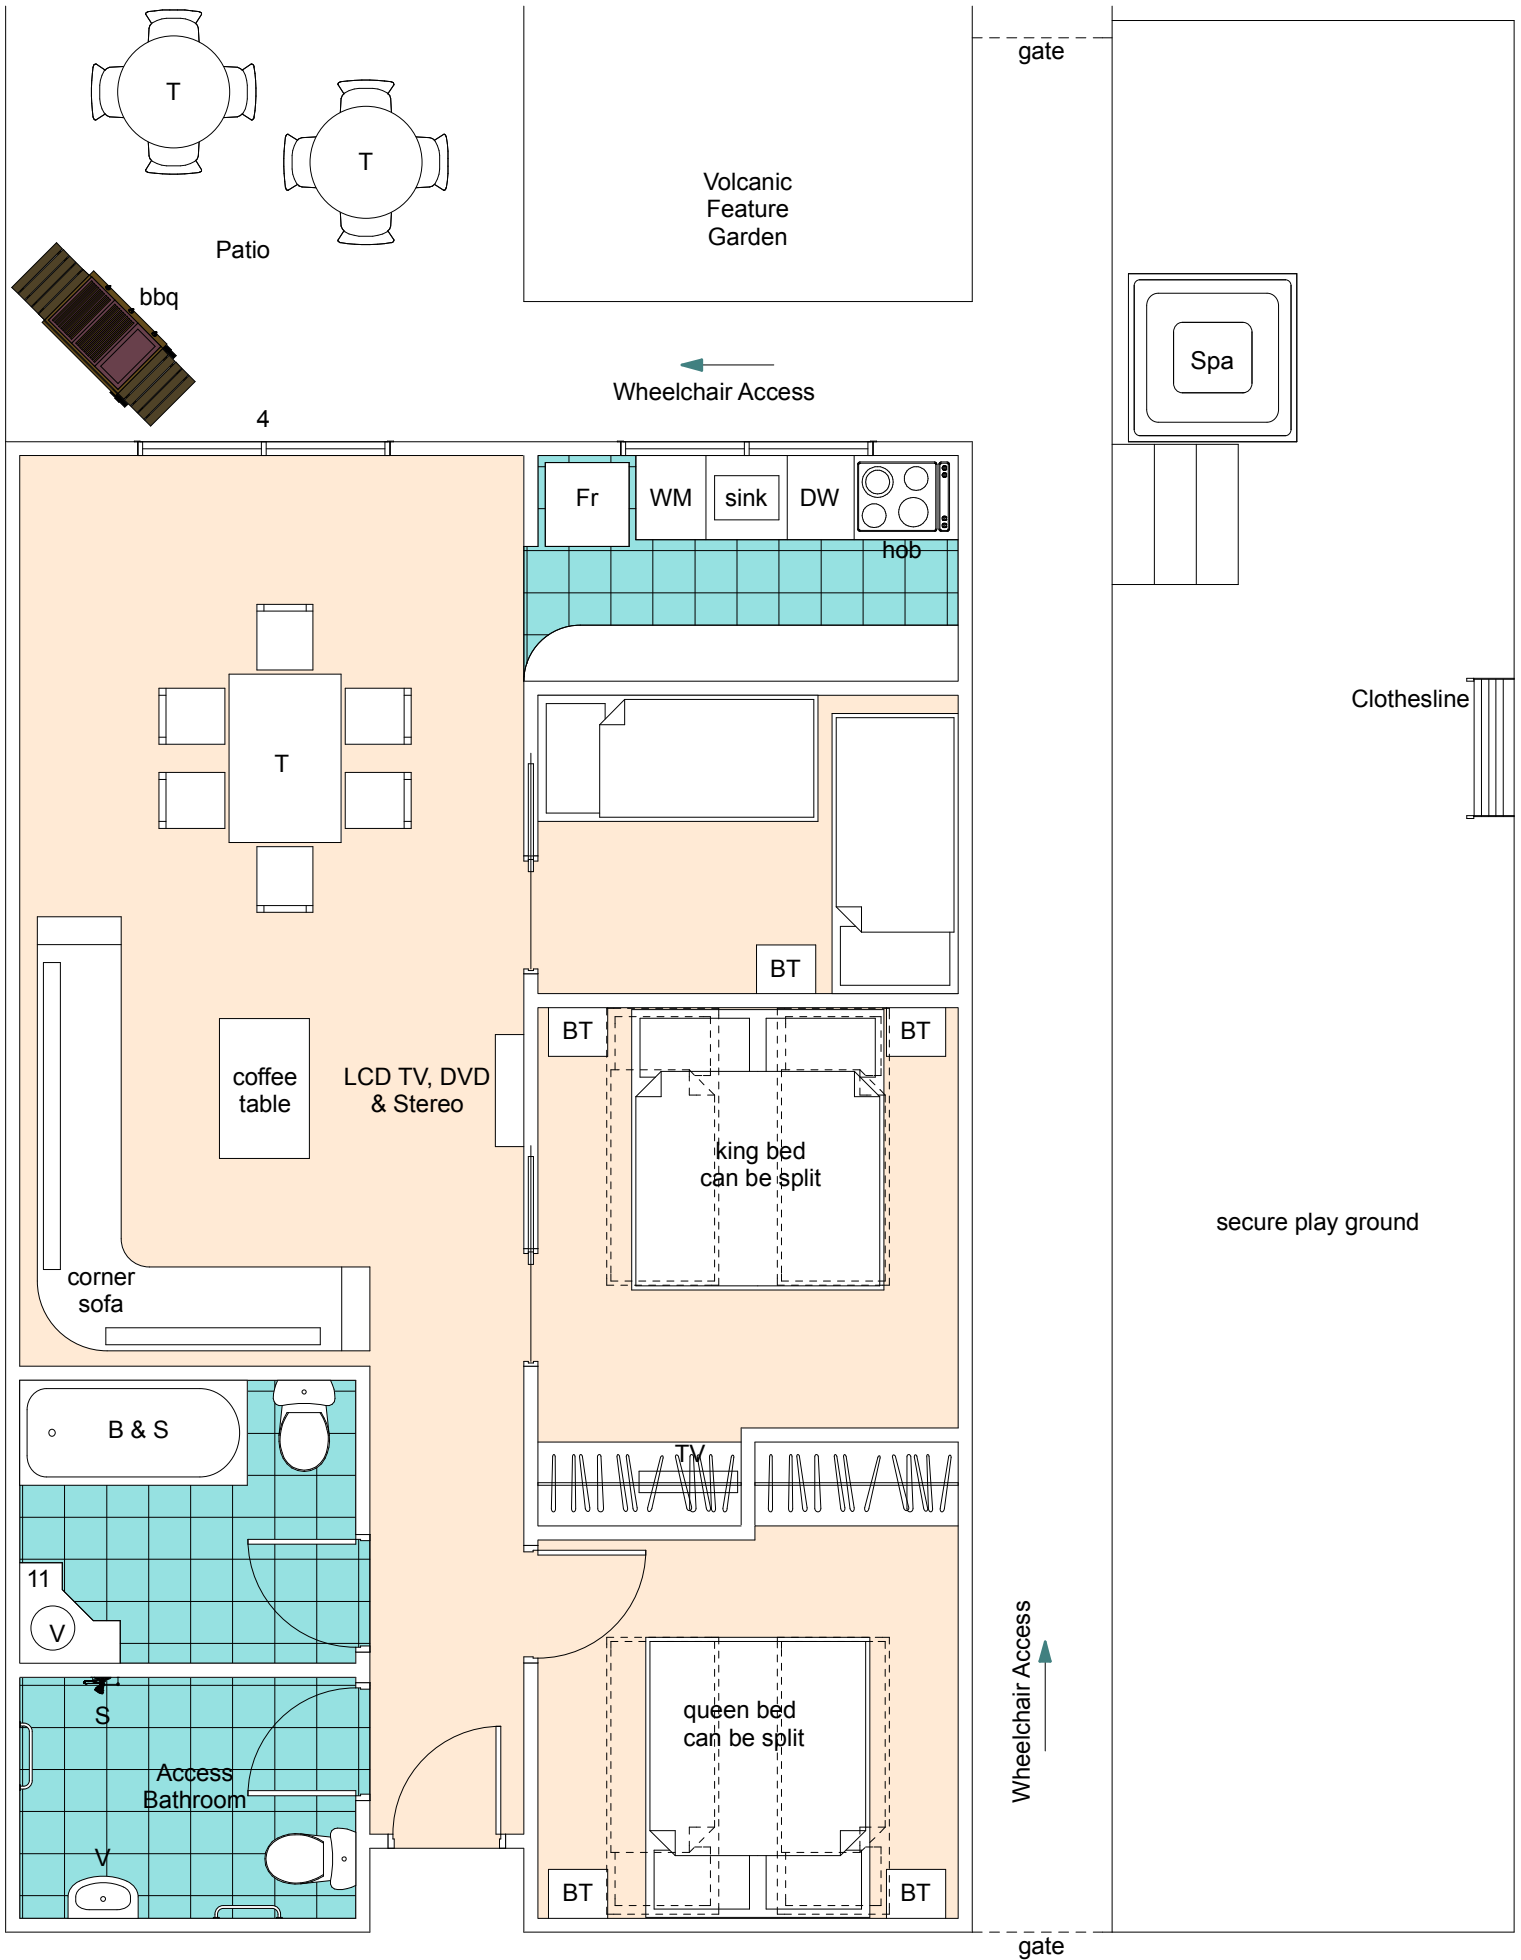 gate
T
T
Volcanic
Feature
Garden
Patio
bbq
Spa
Wheelchair Access
4
Fr
WM
sink
DW
hob
Clothesline
T
BT
BT
BT
coffee
table
LCD TV, DVD
& Stereo
king bed
can be split
secure play ground
corner
sofa
B & S
TV
11
V
Wheelchair Access
S
queen bed
can be split
Access
Bathroom
V
BT
BT
gate